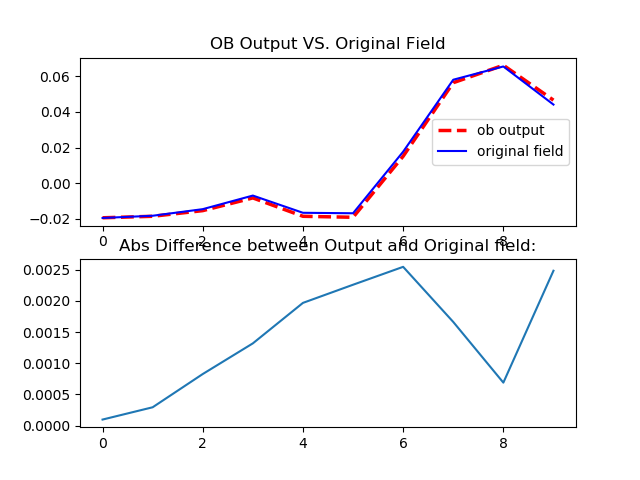 OB Output VS. Original Field
0.06
0.04
0.02
0.00
−0.02
ob output
original field
0 2 4 6 8
Abs Difference between Output and Original field:
0.0025
0.0020
0.0015
0.0010
0.0005
0.0000
0 2 4 6 8